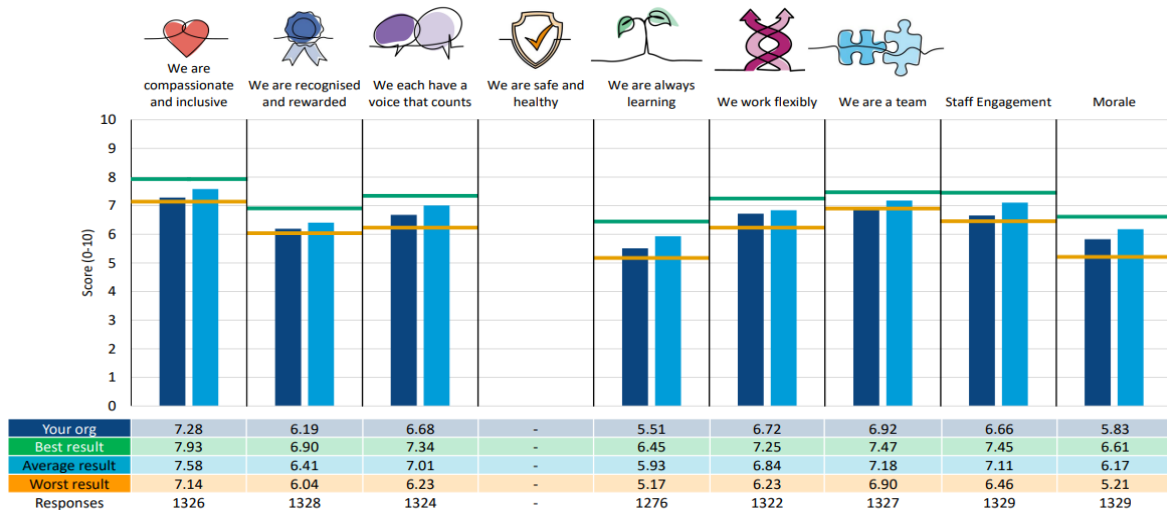 We are
compassionate
and inclusive
We are recognised
and rewarded
We each have a
voice that counts
We are safe and
healthy
We are always
learning
We work flexibly
We are a team
Staff Engagement
Morale
Score (0-10)
10
9
8
7
6
5
4
3
2
1
0
Your org 7.28 6.19 6.68 - 5.51 6.72 6.92 6.66 5.83
Best result 7.93 6.90 7.34 - 6.45 7.25 7.47 7.45 6.61
Average result 7.58 6.41 7.01 - 5.93 6.84 7.18 7.11 6.17
Worst result 7.14 6.04 6.23 - 5.17 6.23 6.90 6.46 5.21
Responses 1326 1328 1324 - 1276 1322 1327 1329 1329